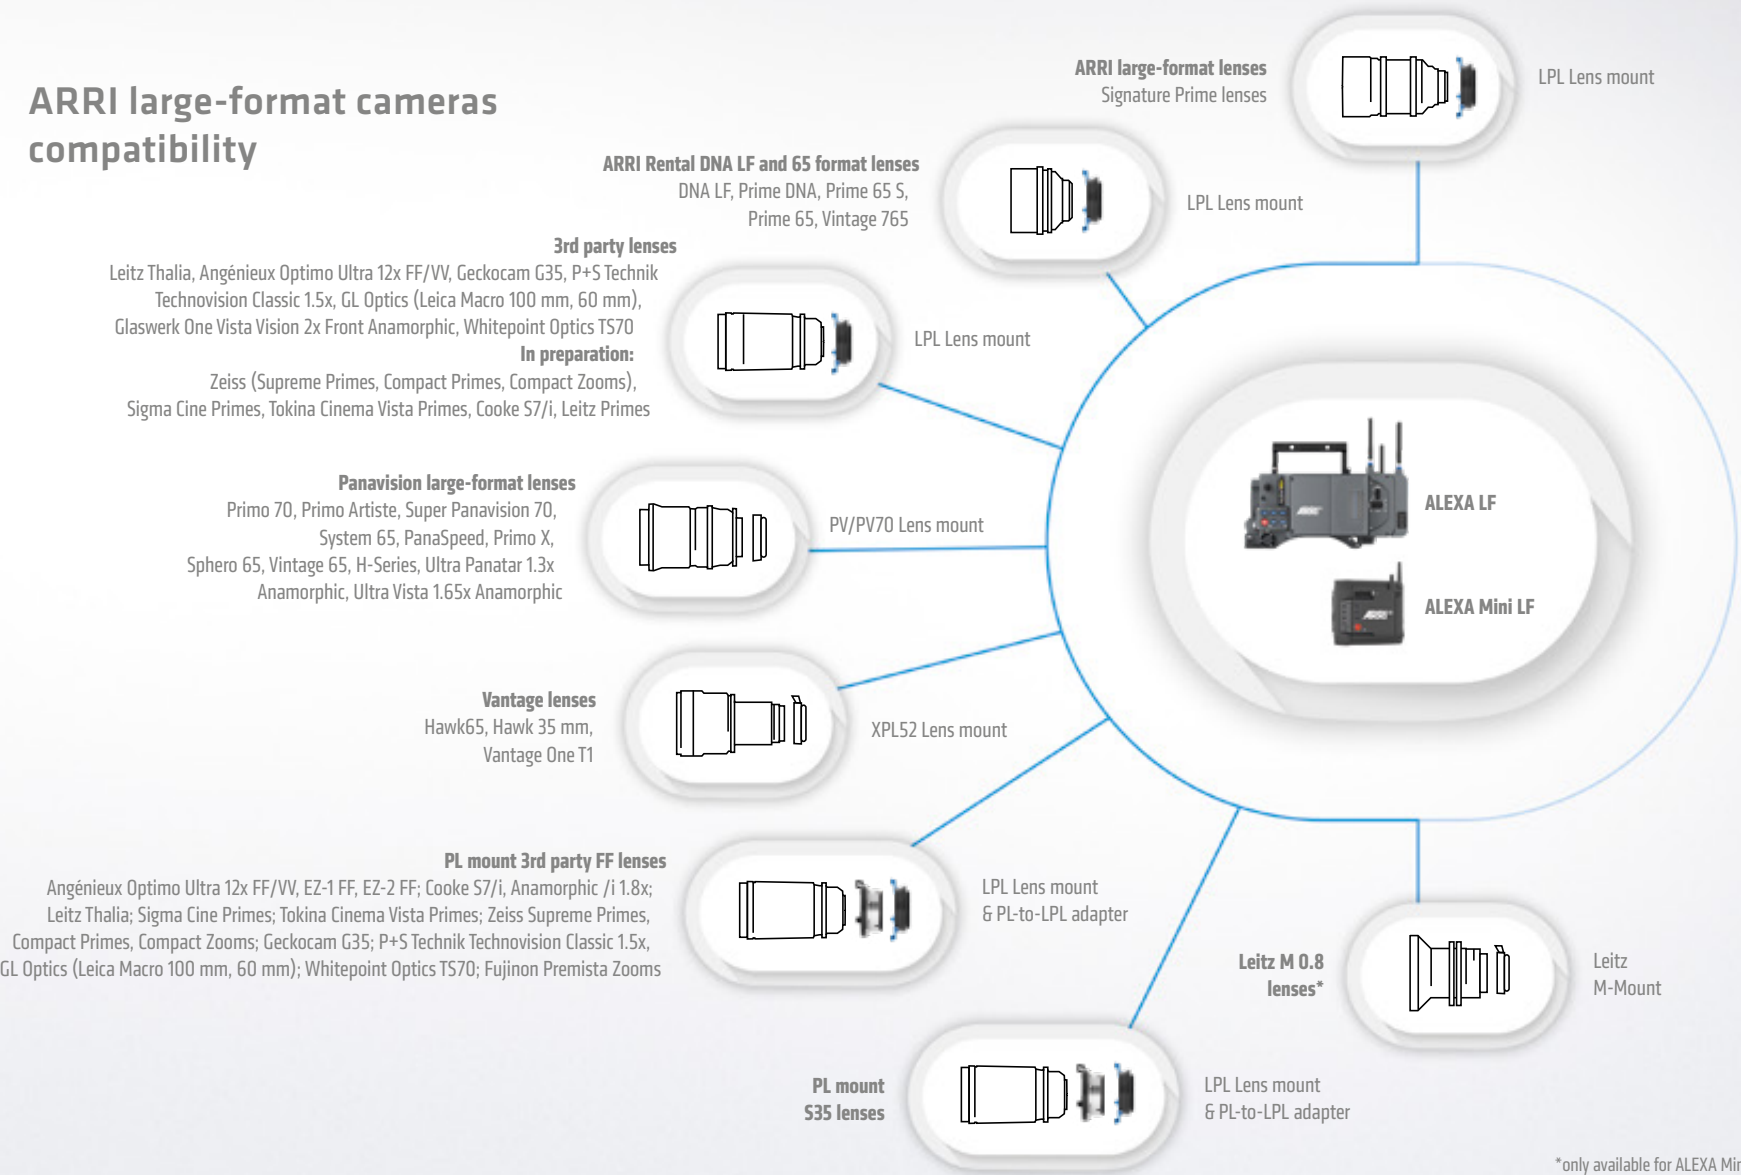 ARRI large-format cameras
compatibility
ARRI large-format lenses
Signature Prime lenses
LPL Lens mount
ARRI Rental DNA LF and 65 format lenses
DNA LF, Prime DNA, Prime 65 S,
Prime 65, Vintage 765
LPL Lens mount
3rd party lenses
Leitz Thalia, Angénieux Optimo Ultra 12x FF/VV, Geckocam G35, P+S Technik
Technovision Classic 1.5x, GL Optics (Leica Macro 100 mm, 60 mm),
Glaswerk One Vista Vision 2x Front Anamorphic, Whitepoint Optics TS70
In preparation:
Zeiss (Supreme Primes, Compact Primes, Compact Zooms),
Sigma Cine Primes, Tokina Cinema Vista Primes, Cooke S7/i, Leitz Primes
LPL Lens mount
Panavision large-format lenses
Primo 70, Primo Artiste, Super Panavision 70,
System 65, PanaSpeed, Primo X,
Sphero 65, Vintage 65, H-Series, Ultra Panatar 1.3x
Anamorphic, Ultra Vista 1.65x Anamorphic
PV/PV70 Lens mount
ARRI
ALEXA LF
ARRI
ALEXA Mini LF
Vantage lenses
Hawk65, Hawk 35 mm,
Vantage One T1
XPL52 Lens mount
PL mount 3rd party FF lenses
Angénieux Optimo Ultra 12x FF/VV, EZ-1 FF, EZ-2 FF; Cooke S7/i, Anamorphic /i 1.8x;
Leitz Thalia; Sigma Cine Primes; Tokina Cinema Vista Primes; Zeiss Supreme Primes,
Compact Primes, Compact Zooms; Geckocam G35; P+S Technik Technovision Classic 1.5x,
GL Optics (Leica Macro 100 mm, 60 mm); Whitepoint Optics TS70; Fujinon Premista Zooms
LPL Lens mount
& PL-to-LPL adapter
Leitz M 0.8
lenses*
Leitz
M-Mount
PL mount
S35 lenses
LPL Lens mount
& PL-to-LPL adapter
*only available for ALEXA Min